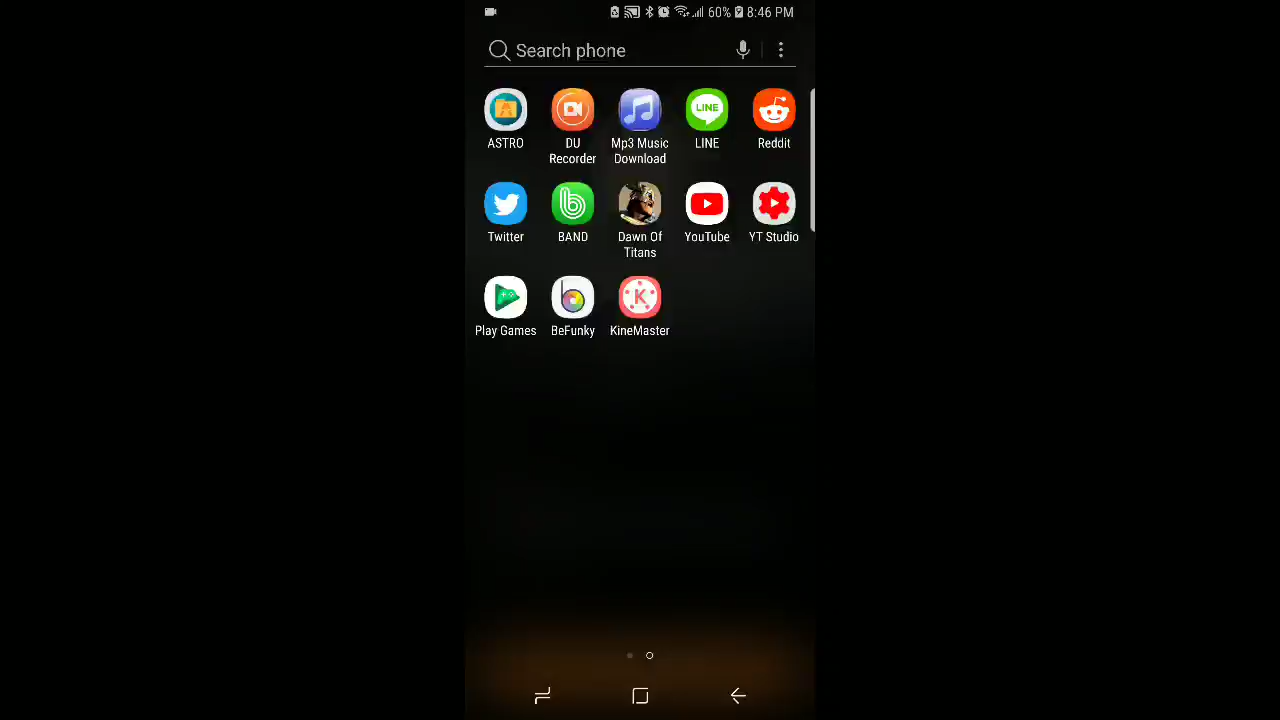 60% 8:46 PM
Search phone
ASTRO
DU
Recorder
Mp3 Music
Download
LINE
LINE
Reddit
Twitter
BAND
Dawn Of
Titans
YouTube
YT Studio
Play Games
BeFunky
K
KineMaster